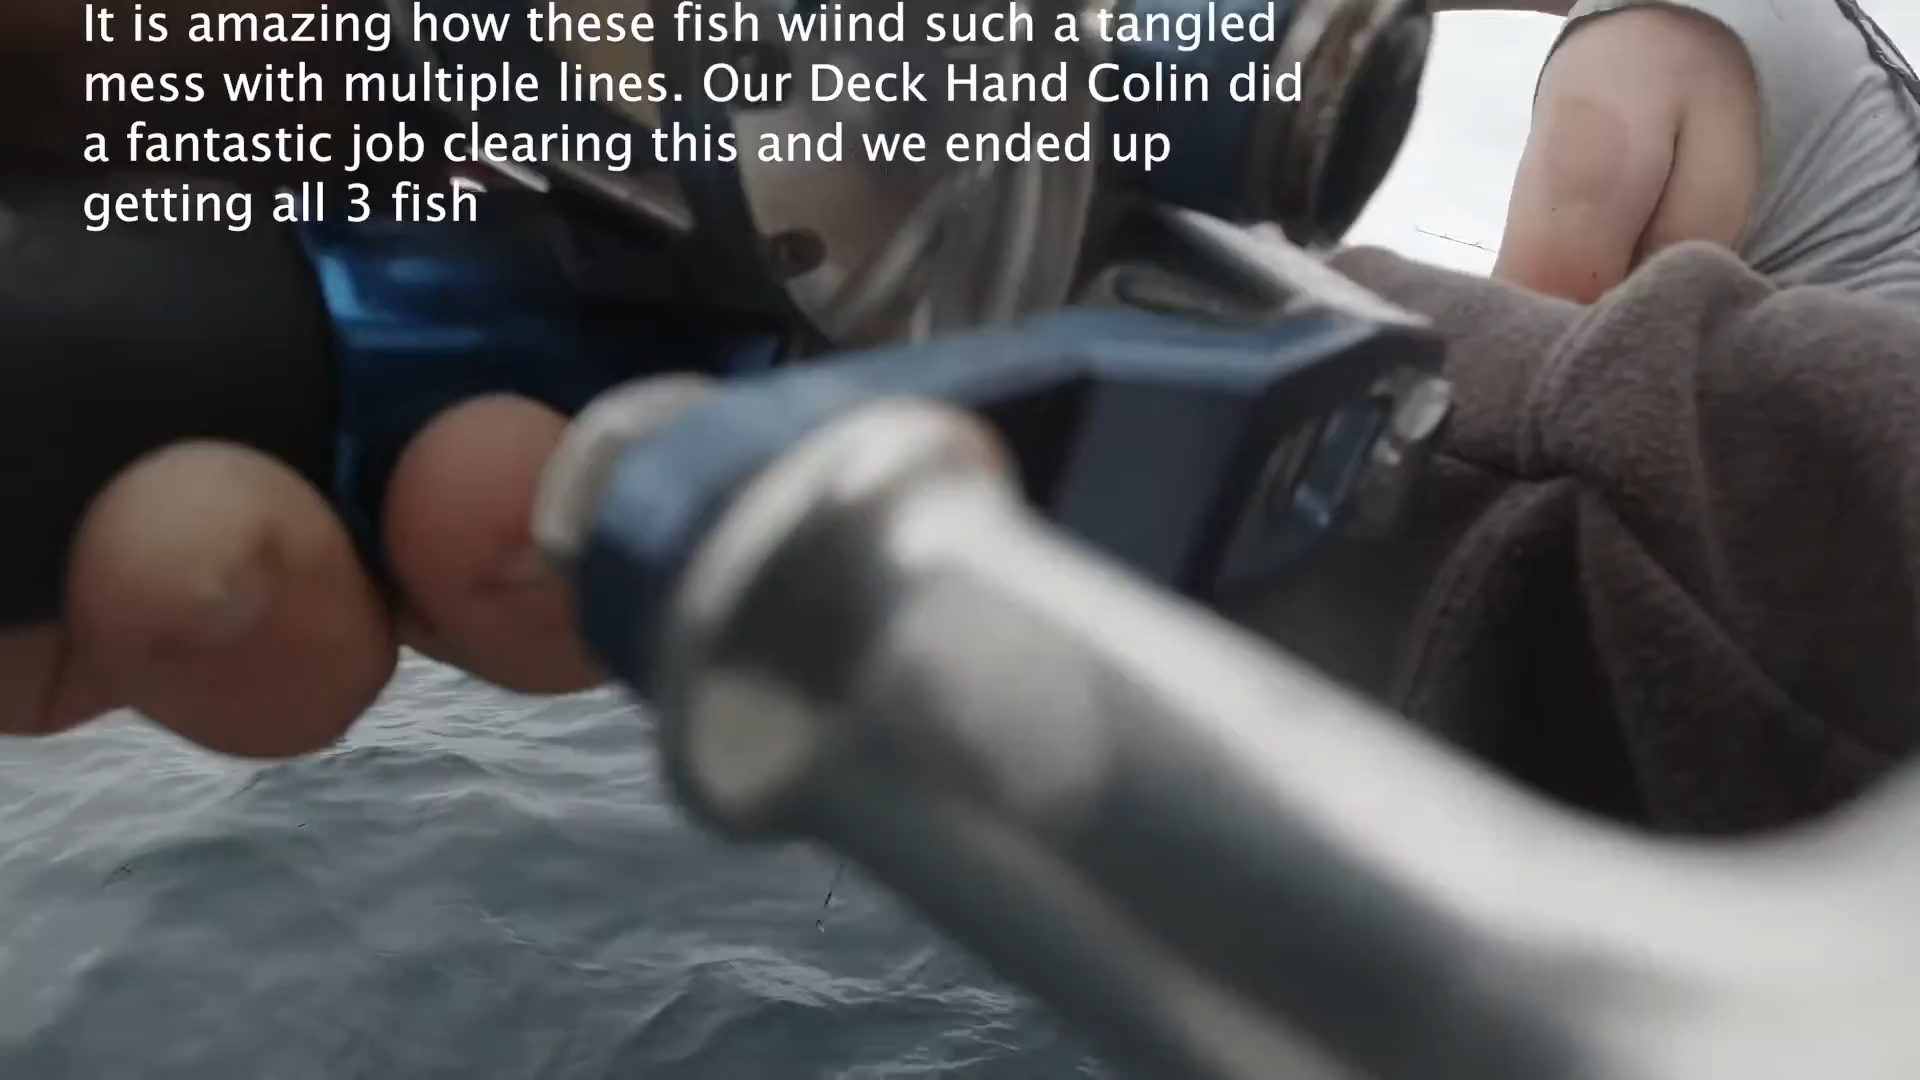 It is amazing how these fish wiind such a tangled
mess with multiple lines. Our Deck Hand Colin did
a fantastic job clearing this and we ended up
getting all 3 fish